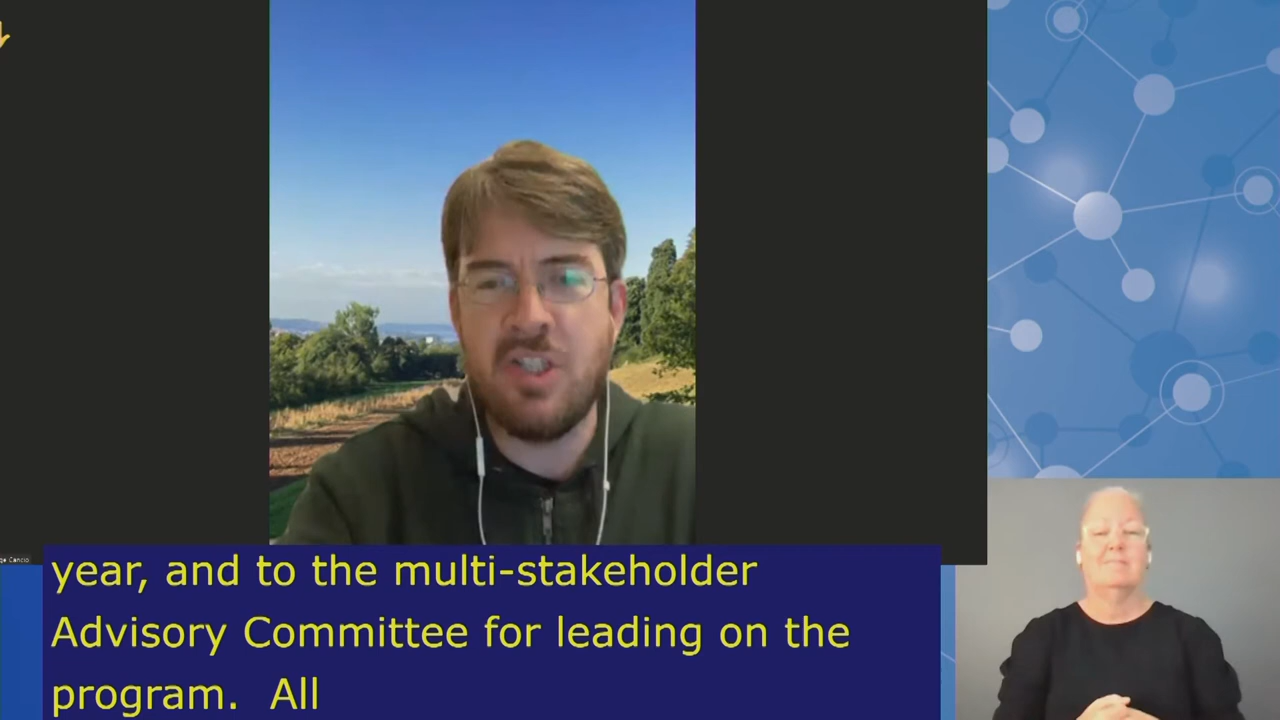 year, and to the multi-stakeholder
Advisory Committee for leading on the
program.  All